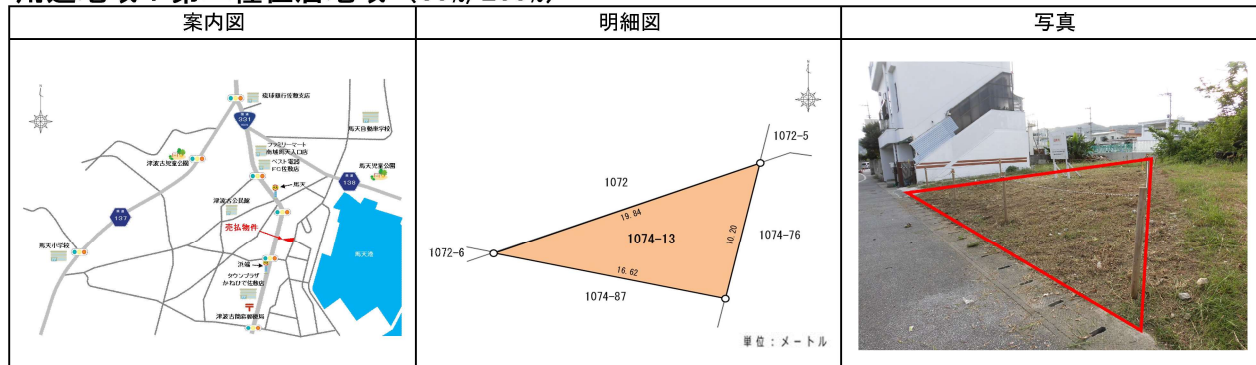 案内図
明細図
写真
琉球銀行佐敷支店
331
馬天自動車学校
ファミリーマート
南城馬天入口店
ベスト電器
FC佐敷店
津波古児童公園
馬天児童公園
138
馬天
津波古公民館
137
売払物件
馬天小学校
馬天港
浜端
タウンプラザ
かねひで佐敷店
津波古簡易郵便局
1072-5
1072
19.84
1074-13
10.20
1074-76
1072-6
16.62
1074-87
単位:メートル